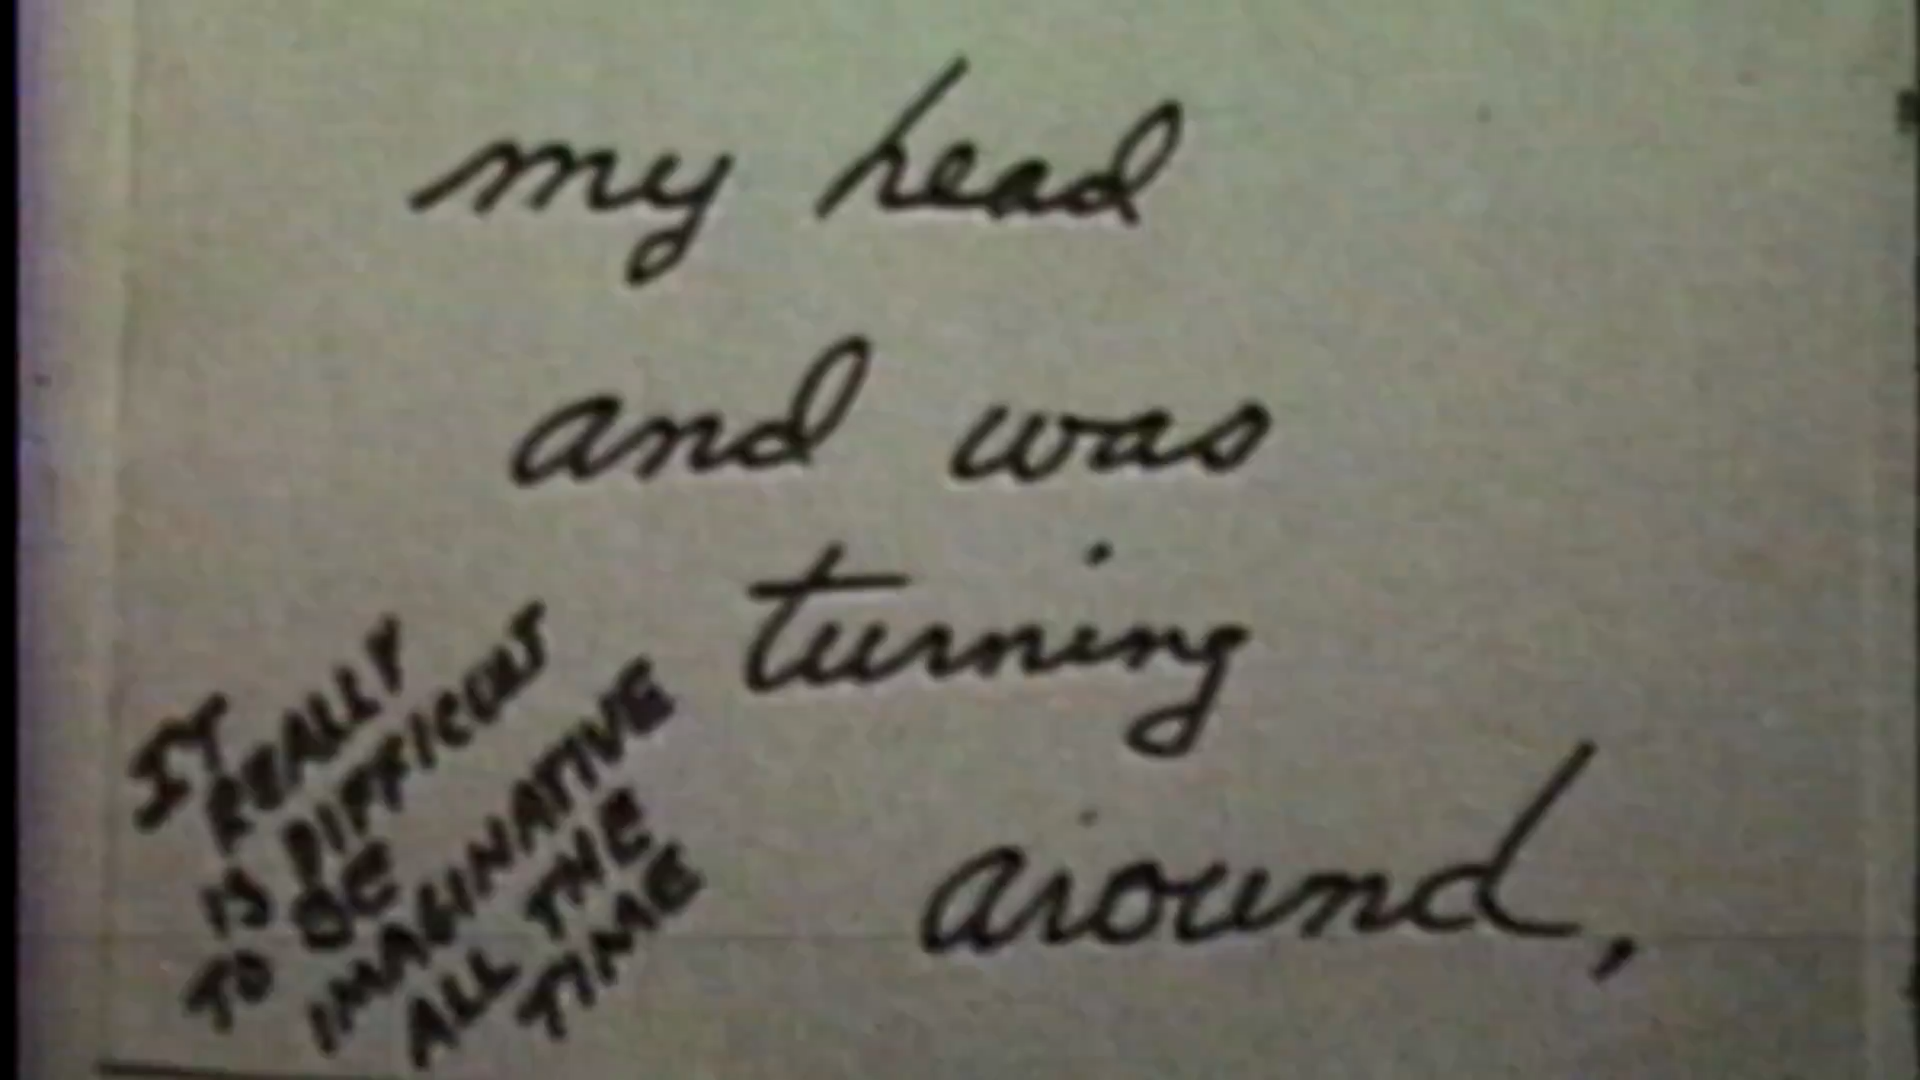 my head
and was
turning
around,
IT
REALLY
IS DIFFICULT
TO BE
IMAGINATIVE
ALL THE
TIME